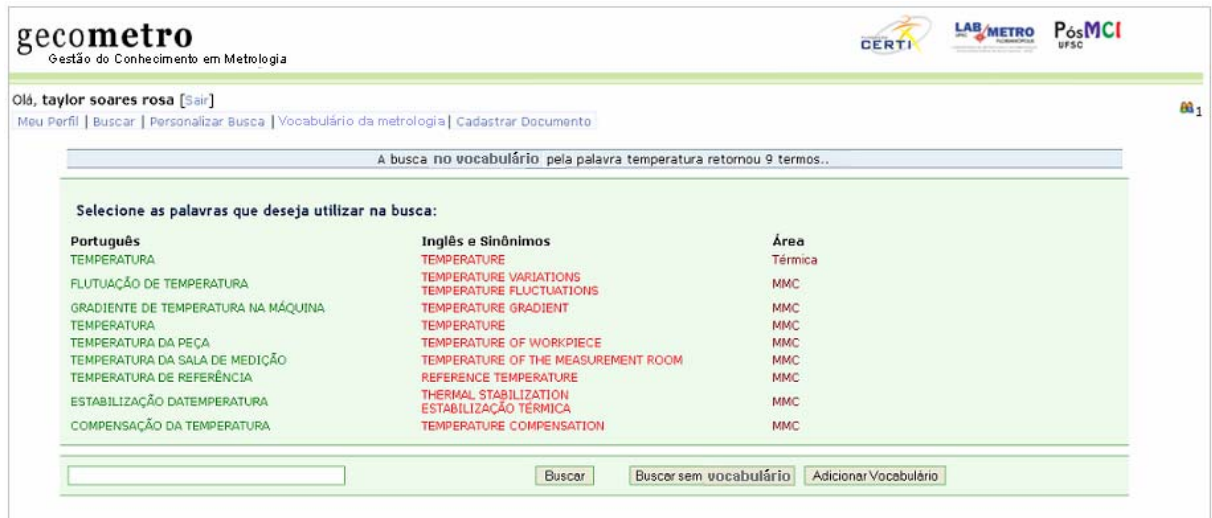 gecometro
Gestão do Conhecimento em Metrologia
CERTI
LAB METRO
PósMCI
UFSC
Olá, taylor soares rosa [Sair]
Meu Perfil | Buscar | Personalizar Busca | Vocabulário da metrologia | Cadastrar Documento
1
A busca no vocabulário pela palavra temperatura retornou 9 termos..
Selecione as palavras que deseja utilizar na busca:
Português Inglês e Sinônimos Área
TEMPERATURA TEMPERATURE Térmica
FLUTUAÇÃO DE TEMPERATURA TEMPERATURE VARIATIONS MMC
TEMPERATURE FLUCTUATIONS
GRADIENTE DE TEMPERATURA NA MÁQUINA TEMPERATURE GRADIENT MMC
TEMPERATURA TEMPERATURE MMC
TEMPERATURA DA PEÇA TEMPERATURE OF WORKPIECE MMC
TEMPERATURA DA SALA DE MEDIÇÃO TEMPERATURE OF THE MEASUREMENT ROOM MMC
TEMPERATURA DE REFERÊNCIA REFERENCE TEMPERATURE MMC
ESTABILIZAÇÃO DATEMPERATURA THERMAL STABILIZATION MMC
ESTABILIZAÇÃO TÉRMICA
COMPENSAÇÃO DA TEMPERATURA TEMPERATURE COMPENSATION MMC
Buscar Buscar sem vocabulário Adicionar Vocabulário